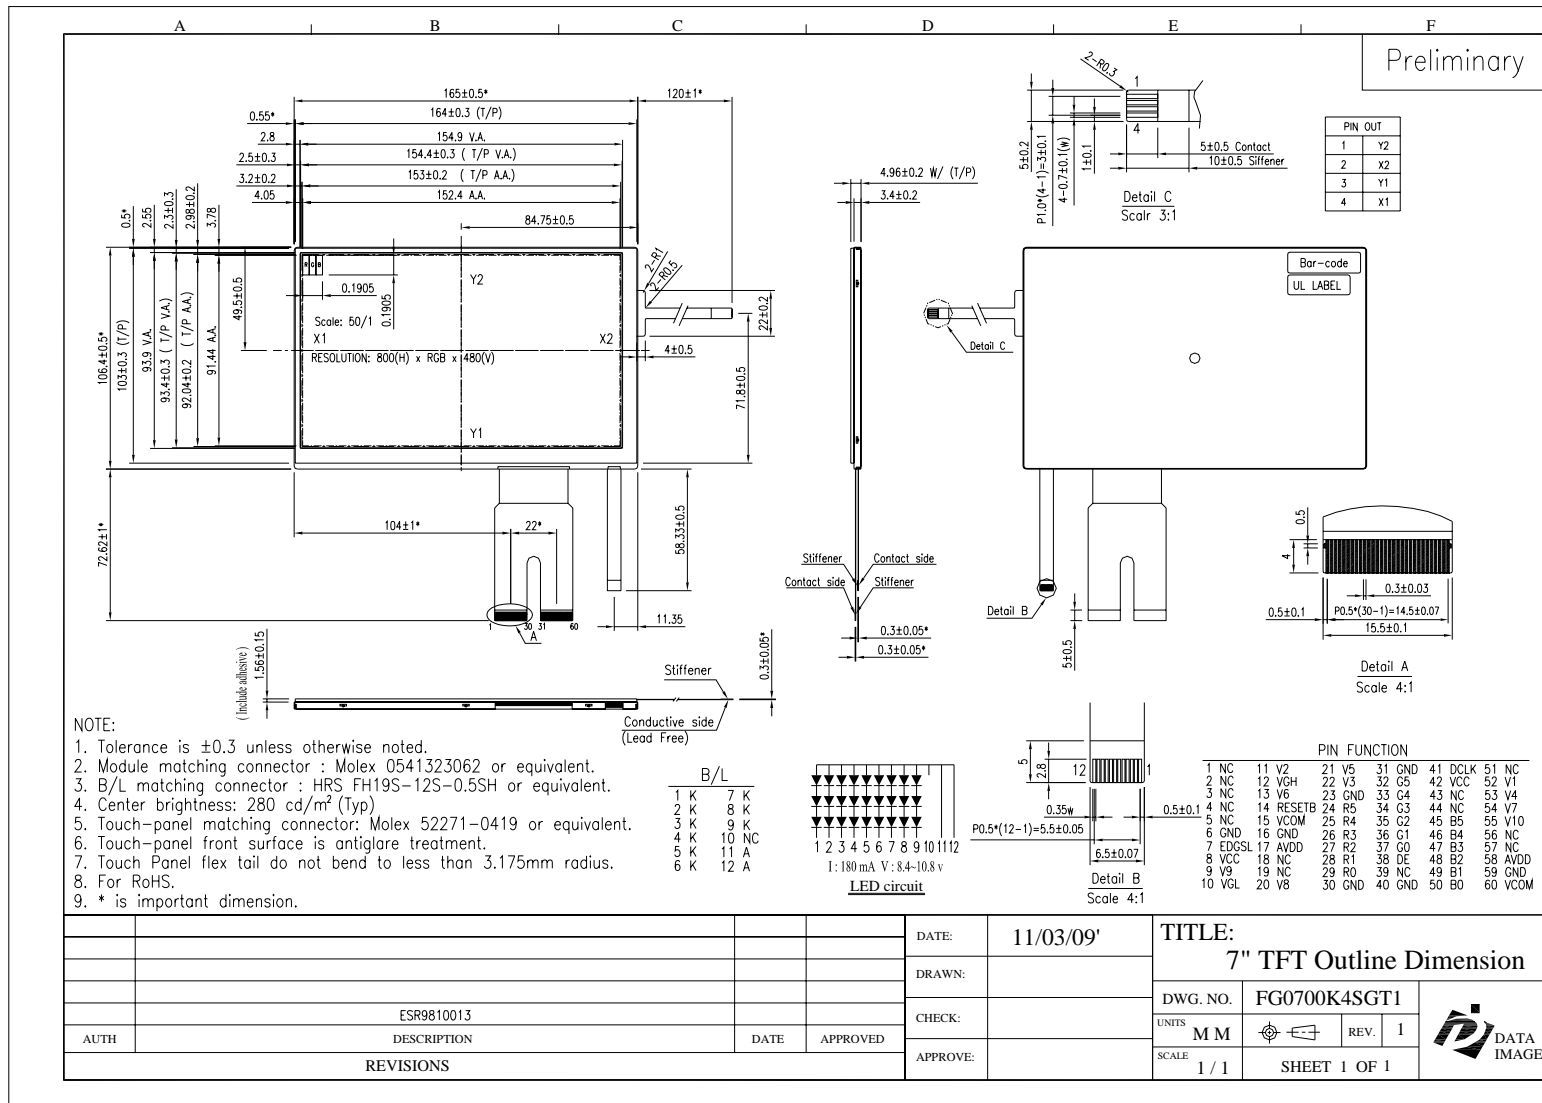 A B C D E F
Preliminary
165±0.5*
120±1*
164±0.3 (T/P)
0.55*
2.8
154.9 V.A.
154.4±0.3 ( T/P V.A.)
2.5±0.3
153±0.2 ( T/P A.A.)
3.2±0.2
4.05
152.4 A.A.
84.75±0.5
0.5*
2.55
2.3±0.3
2.98±0.2
3.78
106.4±0.5*
103±0.3 (T/P)
93.9 V.A.
93.4±0.3 ( T/P V.A.)
92.04±0.2 ( T/P A.A.)
91.44 A.A.
49.5±0.5
R G B
0.1905
0.1905
Scale: 50/1
Y2
X1
X2
RESOLUTION: 800(H) x RGB x 480(V)
Y1
2-R1
2-R0.5
22±0.2
4±0.5
71.8±0.5
72.62±1*
104±1*
22*
58.33±0.5
1 30 31 60
A
11.35
4.96±0.2 W/ (T/P)
3.4±0.2
Stiffener
Contact side
Contact side
Stiffener
0.3±0.05*
0.3±0.05*
2-R0.3
1
4
5±0.2
P1.0*(4-1)=3±0.1
4-0.7±0.1(w)
1±0.1
5±0.5 Contact
10±0.5 Siffener
Detail C
Scalr 3:1
PIN OUT
1 Y2
2 X2
3 Y1
4 X1
Bar-code
UL LABEL
Detail C
Detail B
5±0.5
0.5
4
0.3±0.03
0.5±0.1
P0.5*(30-1)=14.5±0.07
15.5±0.1
Detail A
Scale 4:1
( Include adhesive )
1.56±0.15
Stiffener
0.3±0.05*
Conductive side
(Lead Free)
NOTE:
1. Tolerance is ±0.3 unless otherwise noted.
2. Module matching connector : Molex 0541323062 or equivalent.
3. B/L matching connector : HRS FH19S-12S-0.5SH or equivalent.
4. Center brightness: 280 cd/m² (Typ)
5. Touch-panel matching connector: Molex 52271-0419 or equivalent.
6. Touch-panel front surface is antiglare treatment.
7. Touch Panel flex tail do not bend to less than 3.175mm radius.
8. For RoHS.
9. * is important dimension.
B/L
1 K 7 K
2 K 8 K
3 K 9 K
4 K 10 NC
5 K 11 A
6 K 12 A
1 2 3 4 5 6 7 8 9 10 11 12
I : 180 mA V : 8.4~10.8 v
LED circuit
5
2.8
12
1
0.35w
0.5±0.1
P0.5*(12-1)=5.5±0.05
6.5±0.07
Detail B
Scale 4:1
PIN FUNCTION
1 NC 11 V2 21 V5 31 GND 41 DCLK 51 NC
2 NC 12 VGH 22 V3 32 G5 42 VCC 52 V1
3 NC 13 V6 23 GND 33 G4 43 NC 53 V4
4 NC 14 RESETB 24 R5 34 G3 44 NC 54 V7
5 NC 15 VCOM 25 R4 35 G2 45 B5 55 V10
6 GND 16 GND 26 R3 36 G1 46 B4 56 NC
7 EDGSL 17 AVDD 27 R2 37 G0 47 B3 57 NC
8 VCC 18 NC 28 R1 38 DE 48 B2 58 AVDD
9 V9 19 NC 29 R0 39 NC 49 B1 59 GND
10 VGL 20 V8 30 GND 40 GND 50 B0 60 VCOM
ESR9810013
AUTH DESCRIPTION DATE APPROVED
REVISIONS
DATE: 11/03/09'
DRAWN:
CHECK:
APPROVE:
TITLE:
7" TFT Outline Dimension
DWG. NO. FG0700K4SGT1
UNITS M M REV. 1
SCALE 1 / 1 SHEET 1 OF 1
DATA
IMAGE